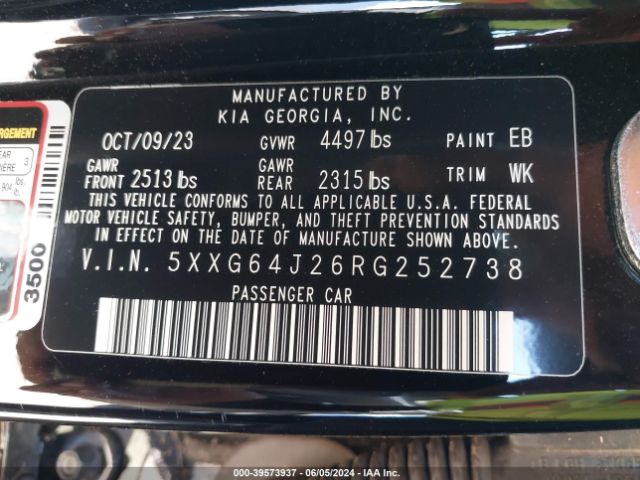 MANUFACTURED BY
KIA GEORGIA, INC.
OCT/09/23 GVWR 4497 lbs PAINT EB
GAWR FRONT 2513 lbs GAWR REAR 2315 lbs TRIM WK
THIS VEHICLE CONFORMS TO ALL APPLICABLE U.S.A. FEDERAL
MOTOR VEHICLE SAFETY, BUMPER, AND THEFT PREVENTION STANDARDS
IN EFFECT ON THE DATE OF MANUFACTURE SHOWN ABOVE.
V.I.N. 5XXG64J26RG252738
PASSENGER CAR
3
lbs.
lb.
3500
000-39573937 - 06/05/2024 - IAA Inc.